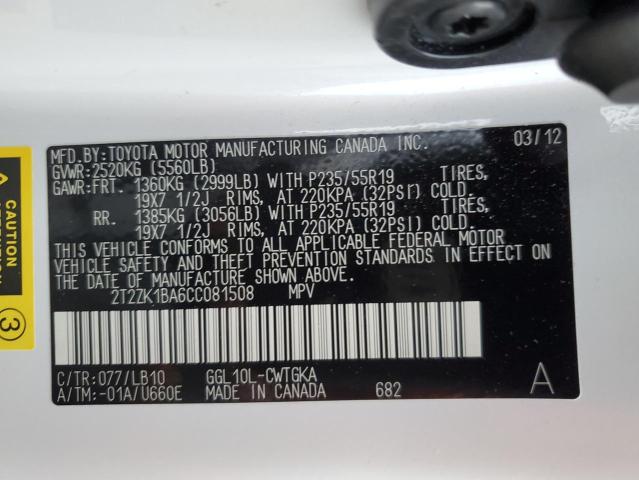 MFD.BY:TOYOTA MOTOR MANUFACTURING CANADA INC. 03/12
GVWR:2520KG (5560LB)
GAWR:FRT. 1360KG (2999LB) WITH P235/55R19 TIRES,
19X7 1/2J RIMS, AT 220KPA (32PSI) COLD.
RR. 1385KG (3056LB) WITH P235/55R19 TIRES,
19X7 1/2J RIMS, AT 220KPA (32PSI) COLD.
THIS VEHICLE CONFORMS TO ALL APPLICABLE FEDERAL MOTOR
VEHICLE SAFETY AND THEFT PREVENTION STANDARDS IN EFFECT ON
THE DATE OF MANUFACTURE SHOWN ABOVE.
2T2ZK1BA6CC081508 MPV
C/TR:077/LB10 GGL10L-CWTGKA
A/TM:-01A/U660E MADE IN CANADA 682 A
CAUTION
ATTENTION
3